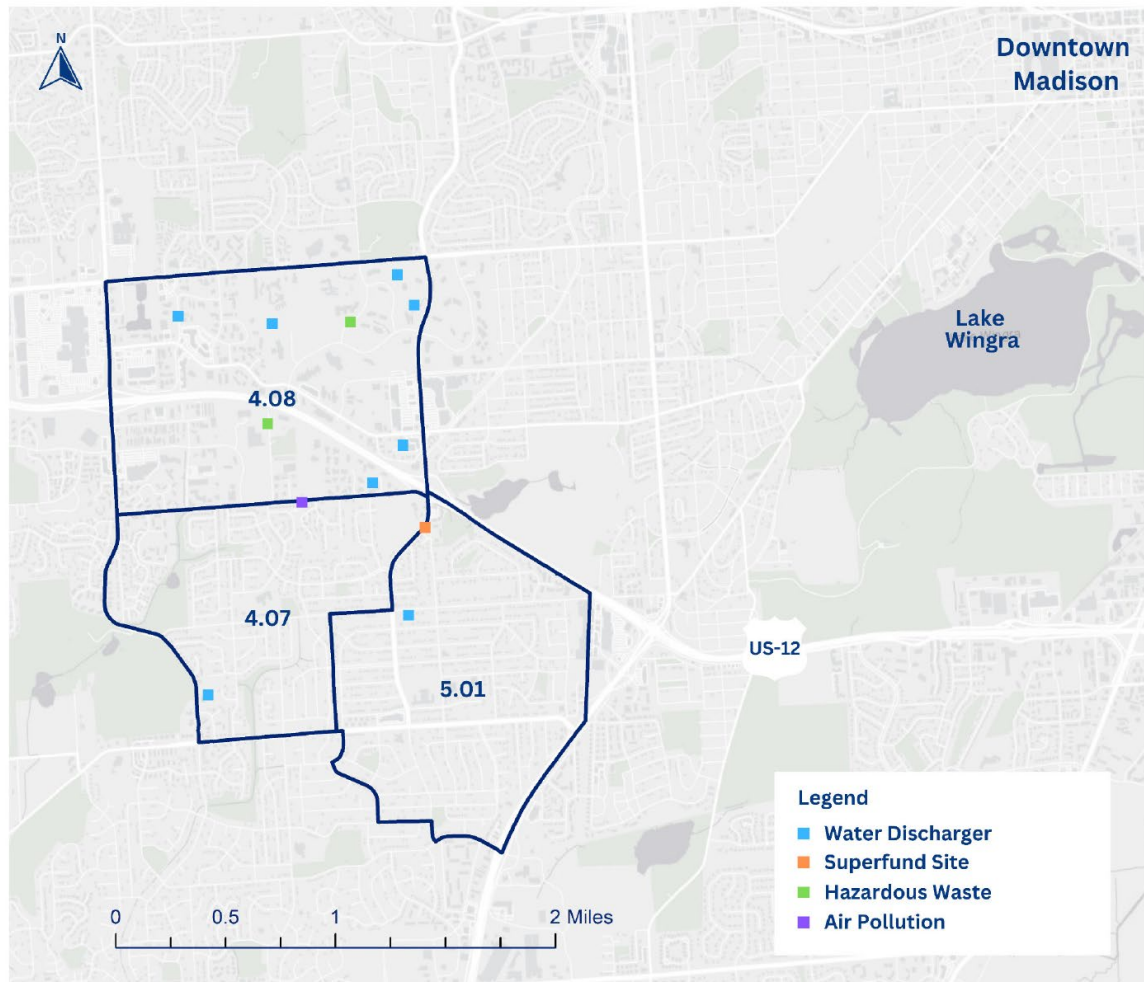 N
Downtown
Madison
Lake
Wingra
4.08
4.07
5.01
US-12
Legend
Water Discharger
Superfund Site
Hazardous Waste
Air Pollution
0 0.5 1 2 Miles